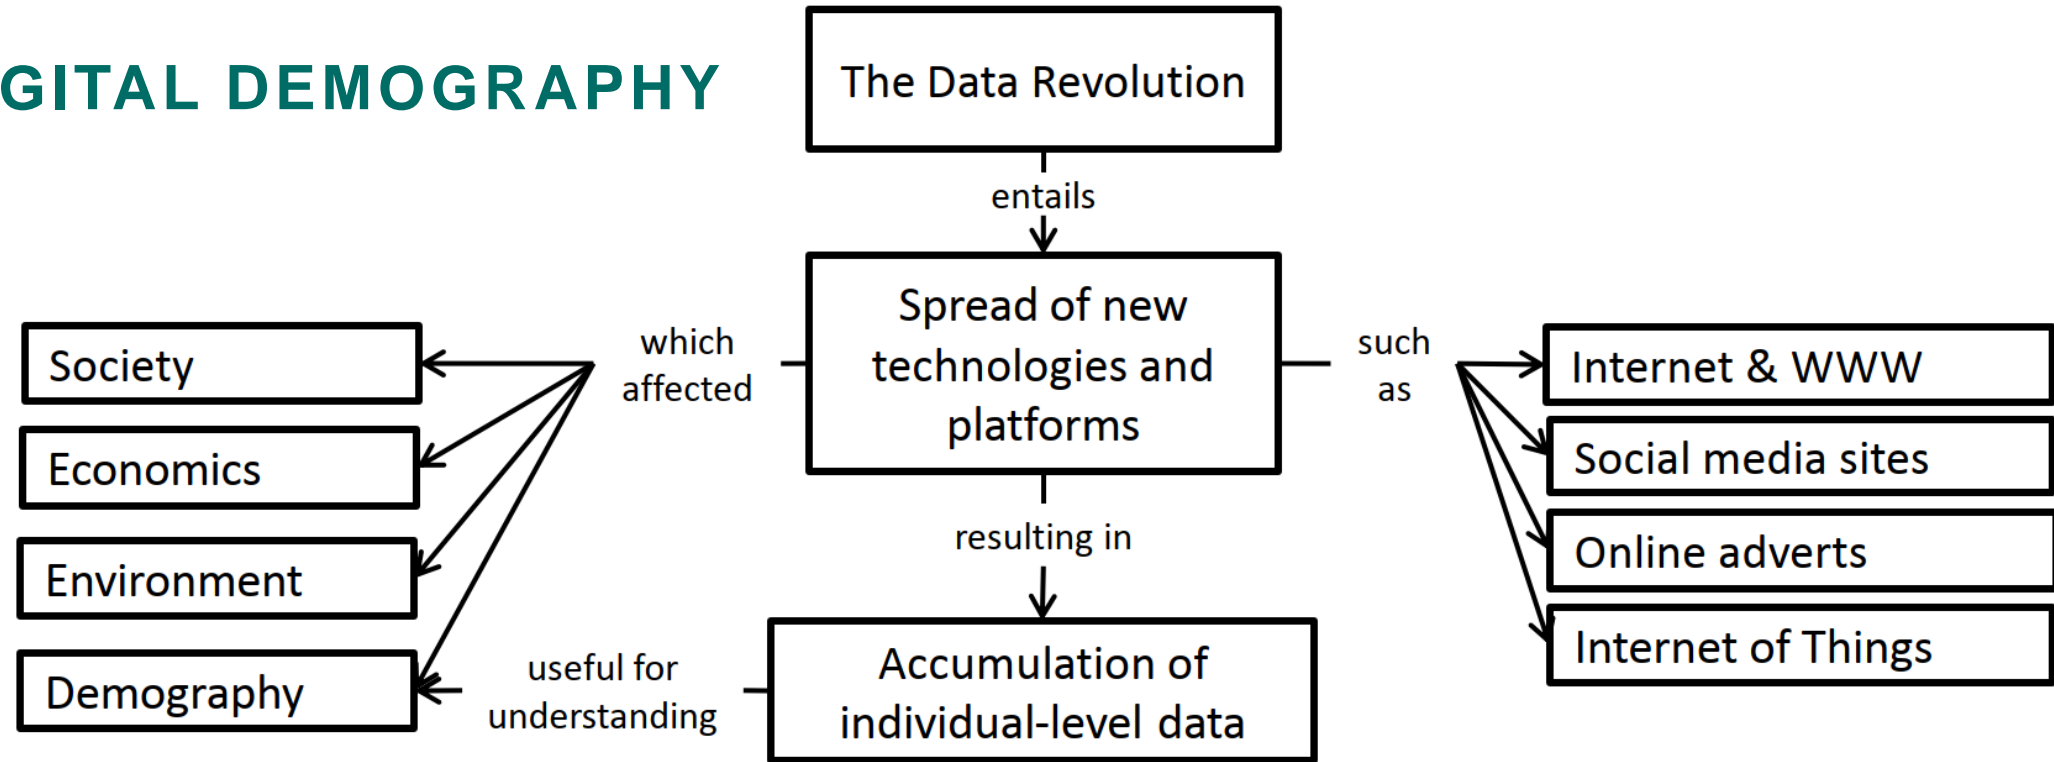 GITAL DEMOGRAPHY
The Data Revolution
entails
Spread of new
technologies and
platforms
which
affected
Society
Economics
Environment
Demography
such
as
Internet & WWW
Social media sites
Online adverts
Internet of Things
resulting in
Accumulation of
individual-level data
useful for
understanding